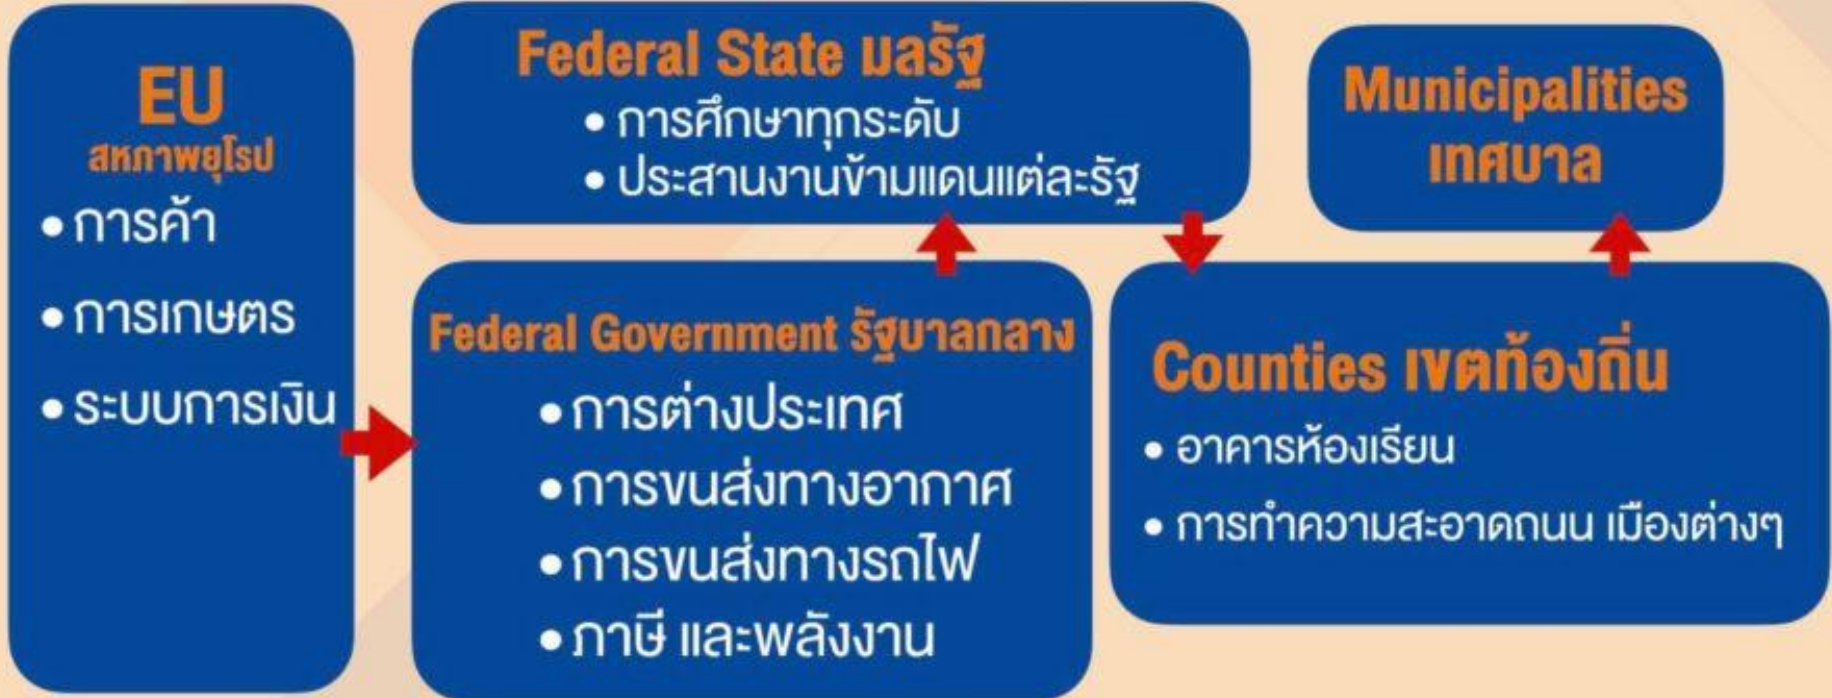 EU
สหภาพยุโรป
• การค้า
• การเกษตร
• ระบบการเงิน
Federal Government รัฐบาลกลาง
• การต่างประเทศ
• การขนส่งทางอากาศ
• การขนส่งทางรถไฟ
• ภาษี และพลังงาน
Federal State มลรัฐ
• การศึกษาทุกระดับ
• ประสานงานข้ามแดนแต่ละรัฐ
Counties เขตท้องถิ่น
• อาคารห้องเรียน
• การทำความสะอาดถนน เมืองต่างๆ
Municipalities
เทศบาล